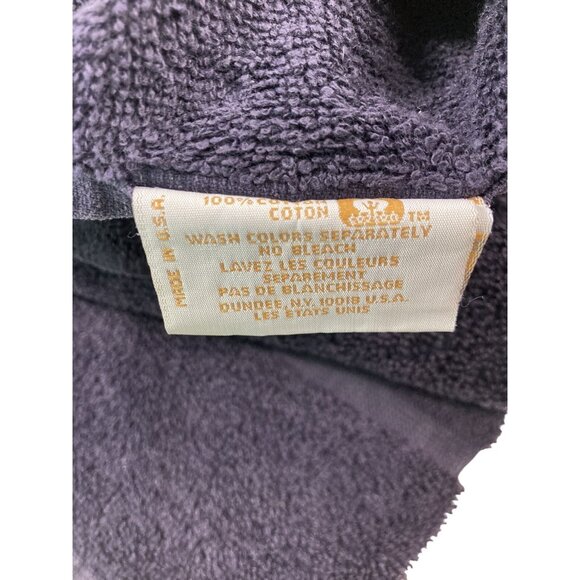 100% COTTON
COTON
TM
WASH COLORS SEPARATELY
NO BLEACH
LAVEZ LES COULEURS
SEPAREMENT
PAS DE BLANCHISSAGE
DUNDEE, N.Y. 10018 U.S.A.
LES ETATS UNIS
MADE IN U.S.A.